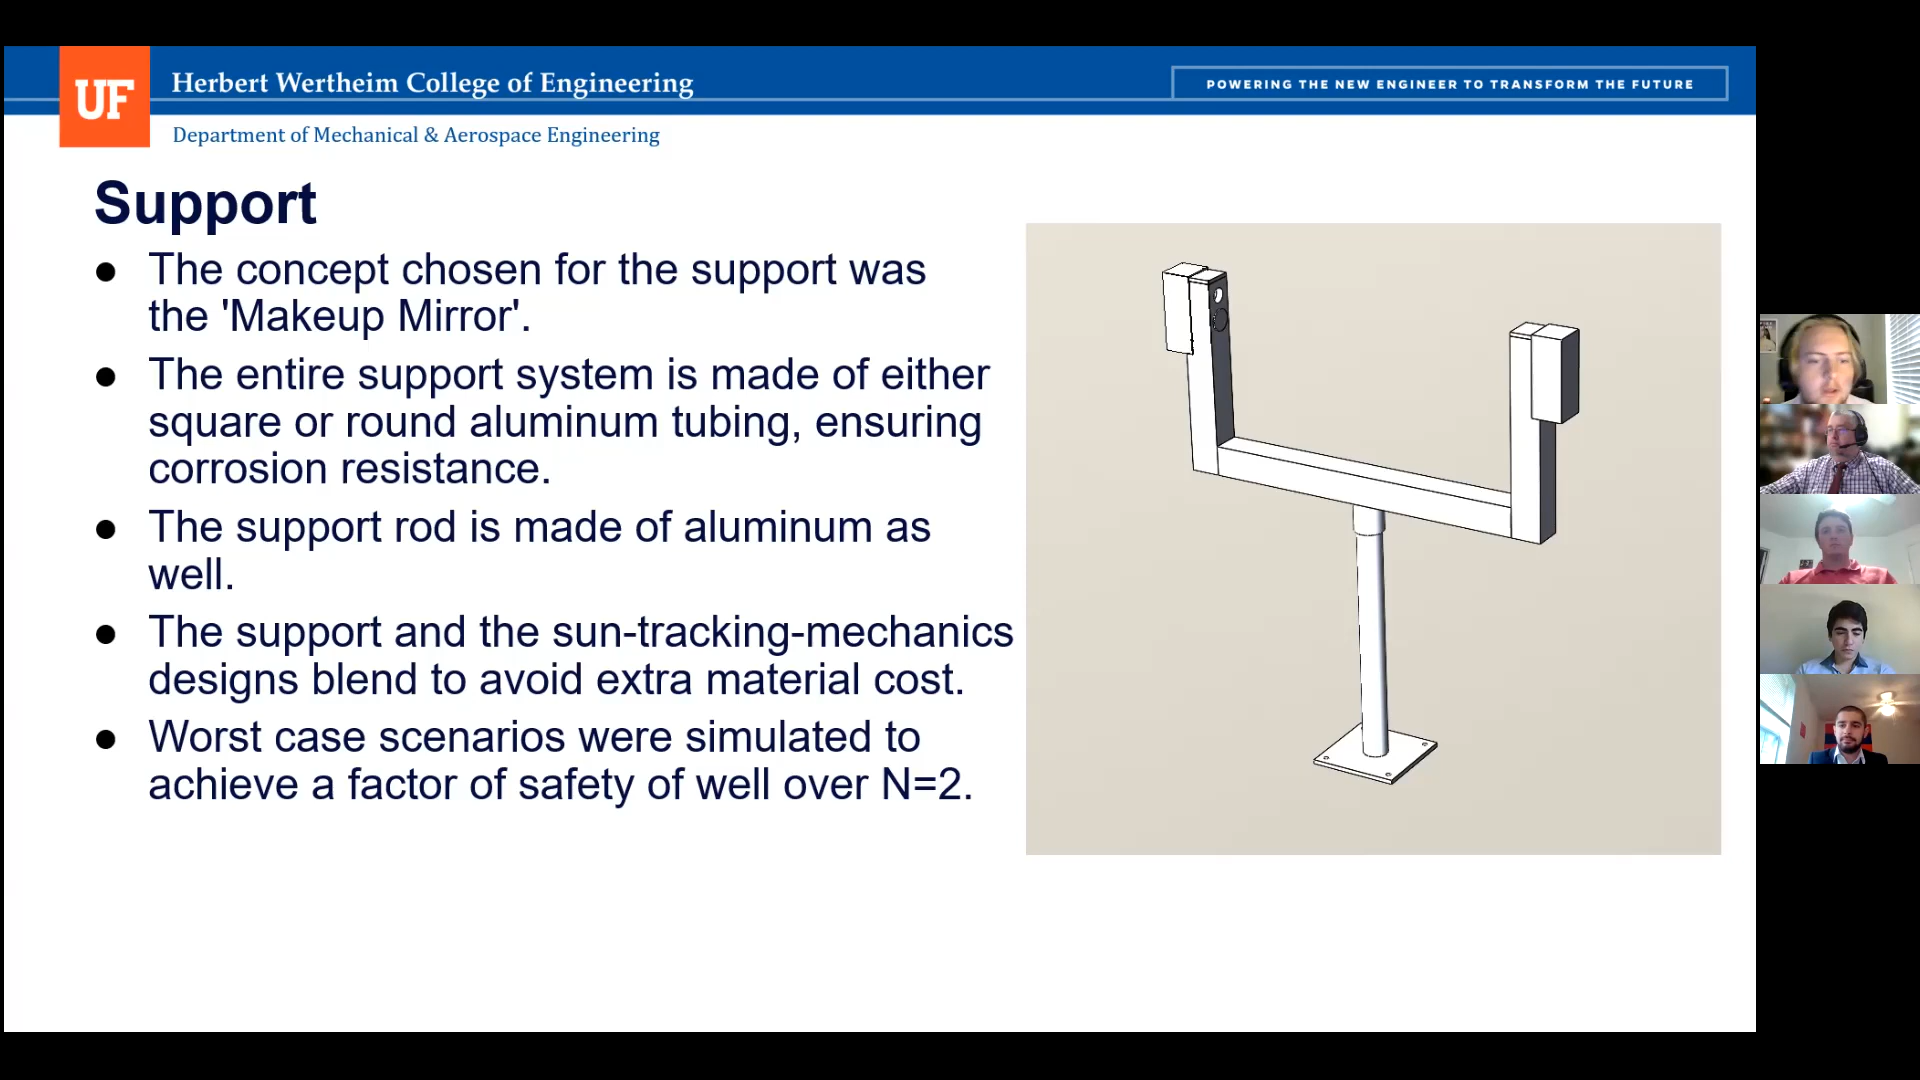 UF
Herbert Wertheim College of Engineering
POWERING THE NEW ENGINEER TO TRANSFORM THE FUTURE
Department of Mechanical & Aerospace Engineering
Support
● The concept chosen for the support was
the 'Makeup Mirror'.
● The entire support system is made of either
square or round aluminum tubing, ensuring
corrosion resistance.
● The support rod is made of aluminum as
well.
● The support and the sun-tracking-mechanics
designs blend to avoid extra material cost.
● Worst case scenarios were simulated to
achieve a factor of safety of well over N=2.